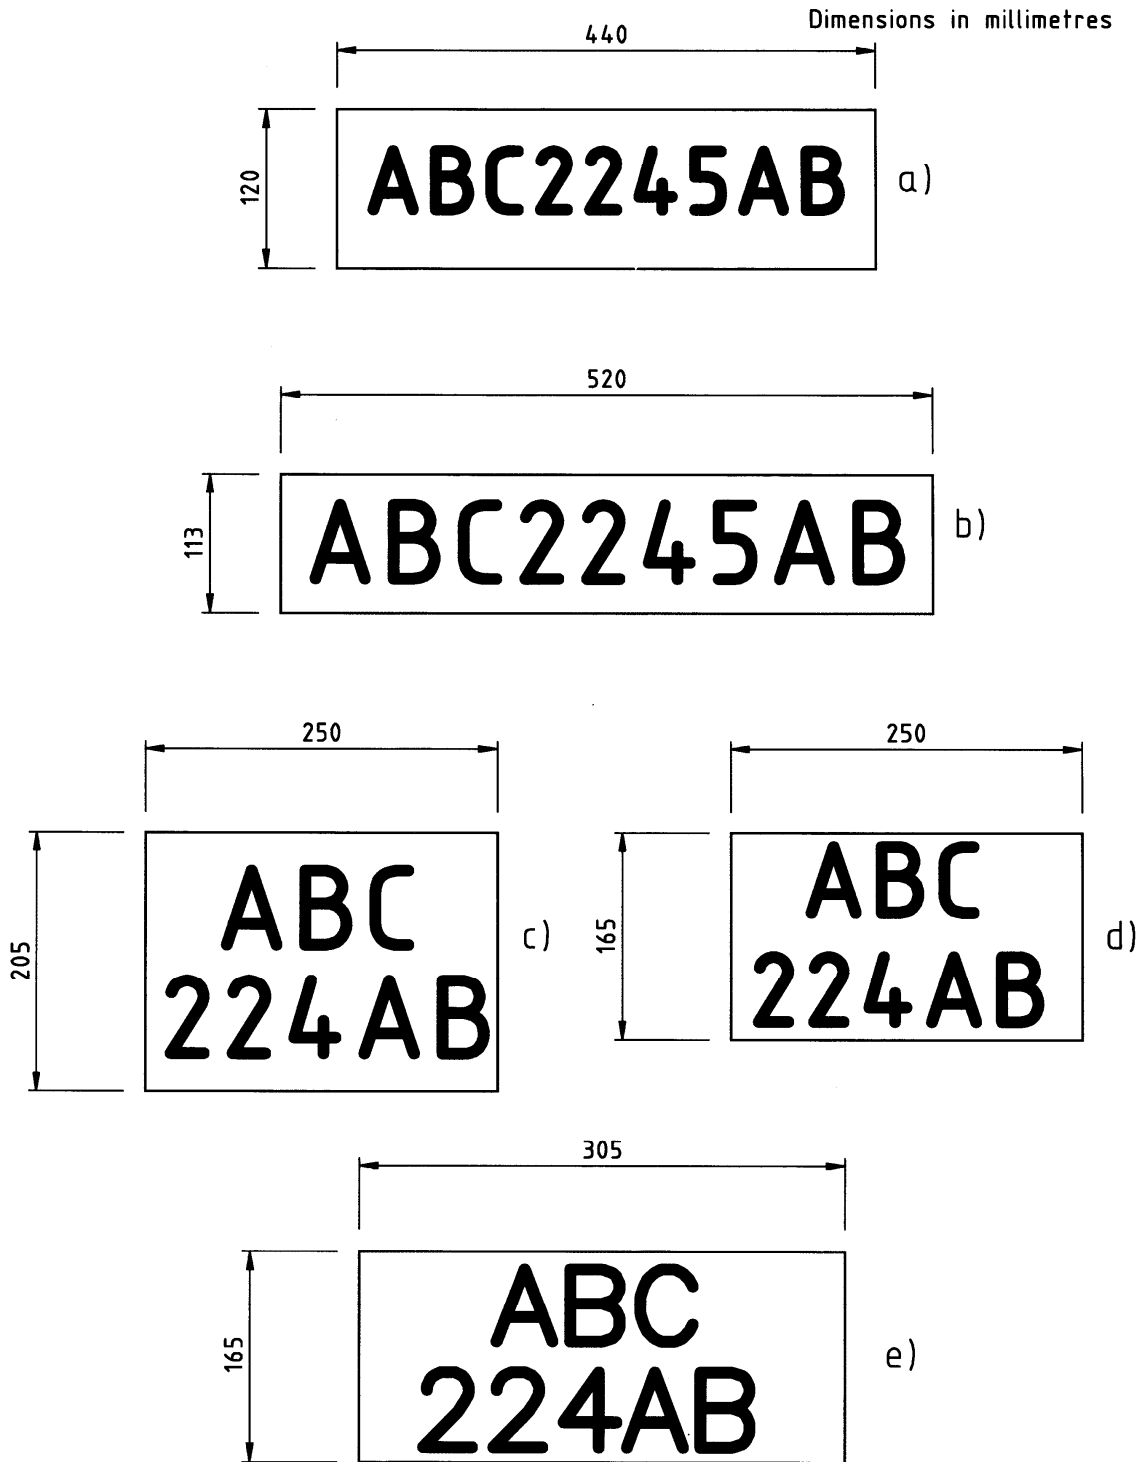 Dimensions in millimetres
440
120
ABC2245AB
a)
520
113
ABC2245AB
b)
250
205
ABC
224AB
c)
250
165
ABC
224AB
d)
305
165
ABC
224AB
e)